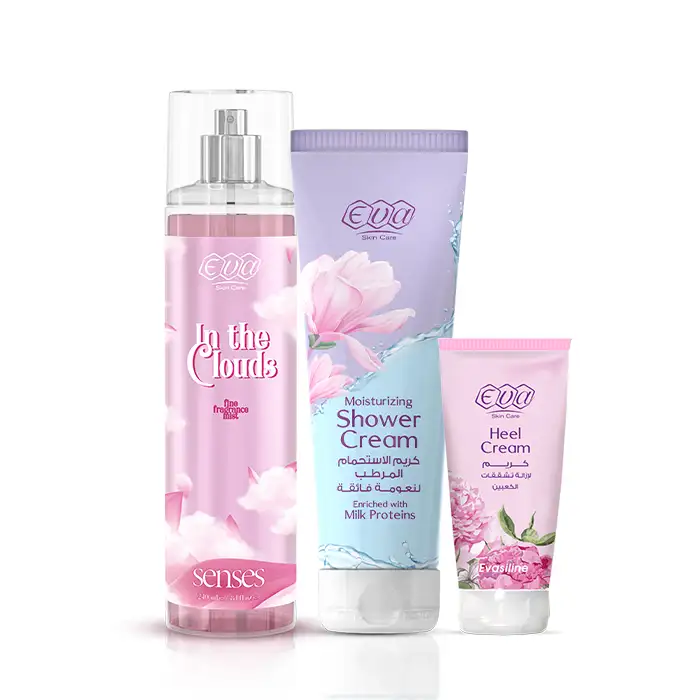 Eva
Skin Care
In the
Clouds
fine
fragrance
mist
senses
Eva
Skin Care
Moisturizing
Shower
Cream
كريم الاستحمام
المرطب
لنعومة فائقة
Enriched with
Milk Proteins
Eva
Skin Care
Heel
Cream
كريم
لإزالة تشققات
الكعبين
Evasiline